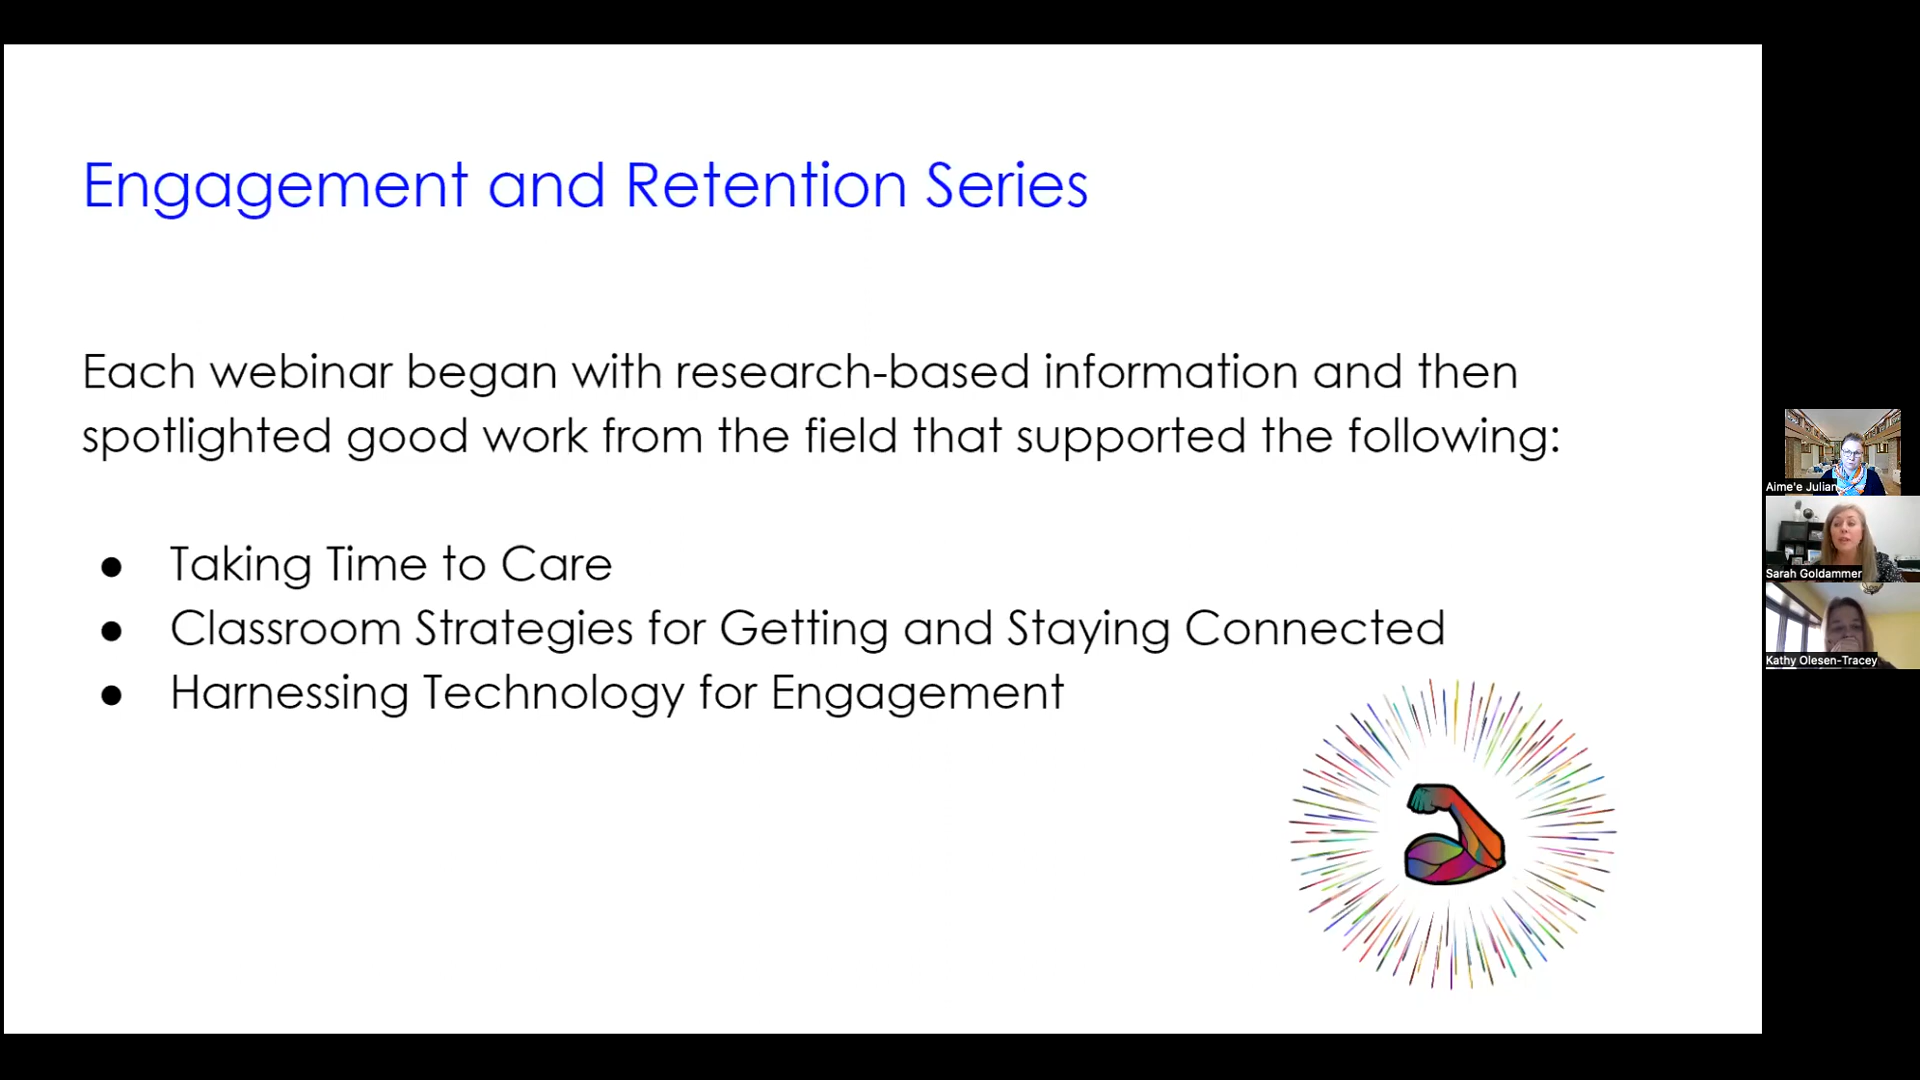 Engagement and Retention Series
Each webinar began with research-based information and then
spotlighted good work from the field that supported the following:
● Taking Time to Care
● Classroom Strategies for Getting and Staying Connected
● Harnessing Technology for Engagement
Aime'e Julian
Sarah Goldammer
Kathy Olesen-Tracey